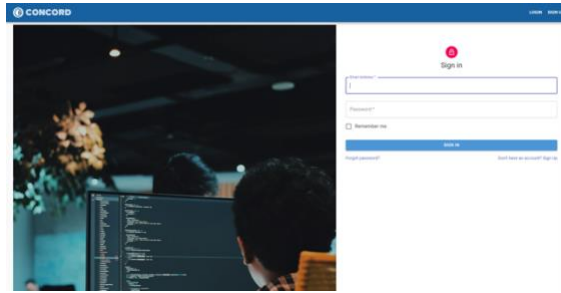 CONCORD
LOGIN SIGN
Sign in
Email Address *
Password *
Remember me
SIGN IN
Forgot password? Don't have an account? Sign Up